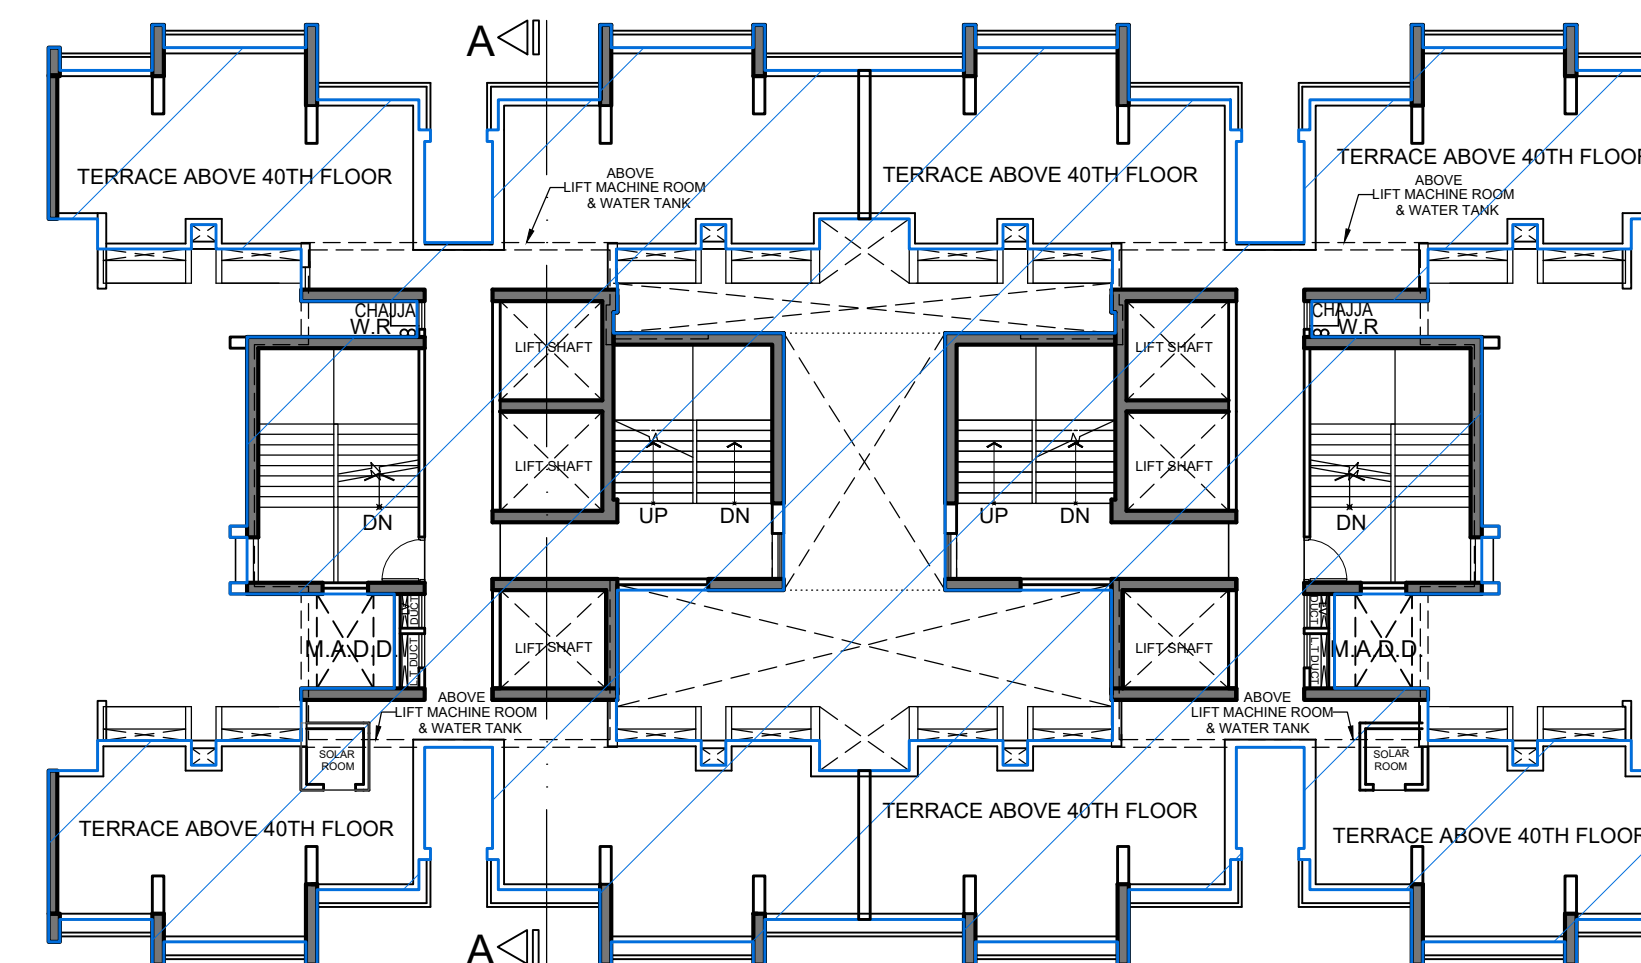 A
TERRACE ABOVE 40TH FLOOR
ABOVE
LIFT MACHINE ROOM
& WATER TANK
TERRACE ABOVE 40TH FLOOR
TERRACE ABOVE 40TH FLOOR
ABOVE
LIFT MACHINE ROOM
& WATER TANK
CHAJJA
W.R
LIFT SHAFT
LIFT SHAFT
CHAJJA
W.R
LIFT SHAFT
LIFT SHAFT
DN
UP
DN
UP
DN
DN
M.A.D.D.
DUCT
L.T DUCT
LIFT SHAFT
LIFT SHAFT
DUCT
L.T DUCT
M.A.D.D.
ABOVE
LIFT MACHINE ROOM
& WATER TANK
ABOVE
LIFT MACHINE ROOM
& WATER TANK
SOLAR
ROOM
SOLAR
ROOM
TERRACE ABOVE 40TH FLOOR
TERRACE ABOVE 40TH FLOOR
TERRACE ABOVE 40TH FLOOR
A